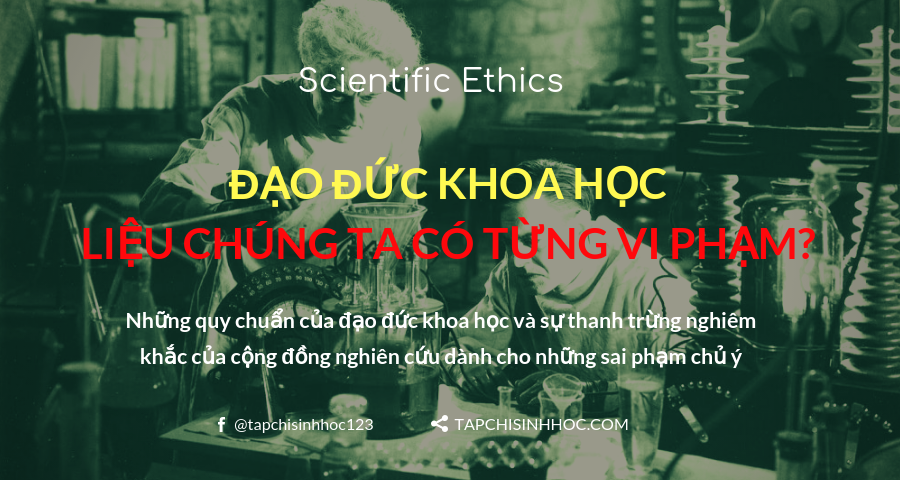 Scientific Ethics
ĐẠO ĐỨC KHOA HỌC
LIỆU CHÚNG TA CÓ TỪNG VI PHẠM?
Những quy chuẩn của đạo đức khoa học và sự thanh trừng nghiêm
khắc của cộng đồng nghiên cứu dành cho những sai phạm chủ ý
@tapchisinhhoc123 TAPCHISINHHOC.COM